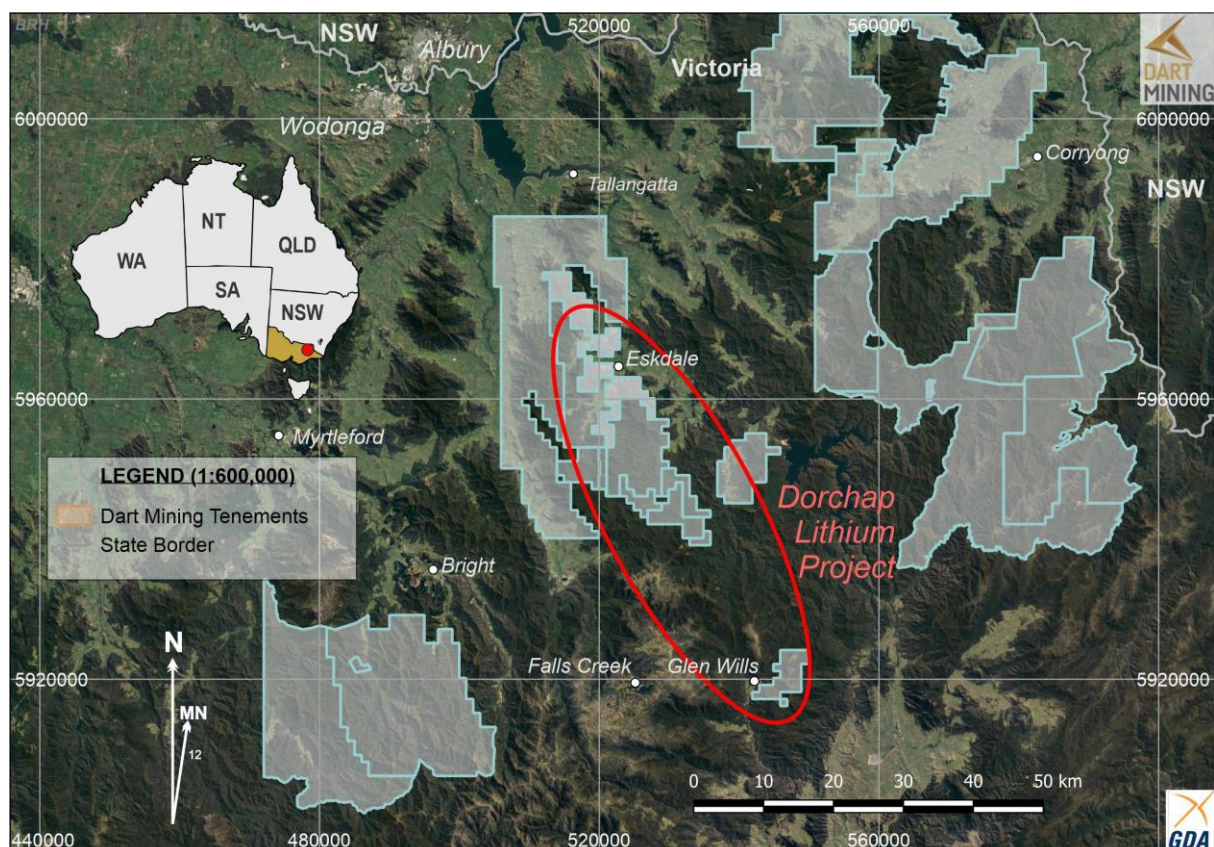 BRH
NSW
Albury
520000
560000
Victoria
DART
MINING
6000000
6000000
Wodonga
Corryong
Tallangatta
NSW
NT
QLD
WA
SA
NSW
Eskdale
5960000
5960000
Myrtleford
LEGEND (1:600,000)
Dart Mining Tenements
State Border
Dorchap
Lithium
Project
Bright
N
Falls Creek
Glen Wills
5920000
5920000
MN
12
0 10 20 30 40 50 km
440000
480000
520000
560000
GDA